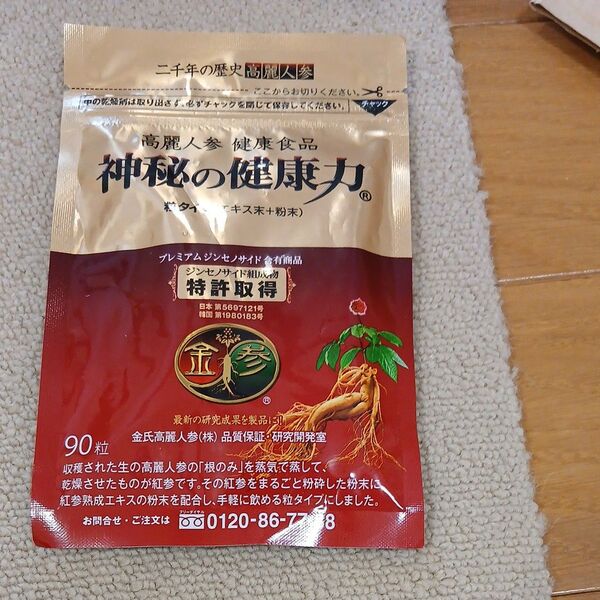 二千年の歴史 高麗人参
ここからお切りください。
中の乾燥剤は取り出さず、必ずチャックを閉じて保存してください。
チャック
高麗人参 健康食品
神秘の健康力®
粒タイプ エキス末+粉末)
プレミアム ジンセノサイド 含有商品
ジンセノサイド組成物
特許取得
日本 第5697121号
韓国 第1980183号
金 参
®
最新の研究成果を製品に!!
金氏高麗人参(株) 品質保証・研究開発室
90粒
収穫された生の高麗人参の「根のみ」を蒸気で蒸して、
乾燥させたものが紅参です。その紅参をまるごと粉砕した粉末に
紅参熟成エキスの粉末を配合し、手軽に飲める粒タイプにしました。
お問合せ・ご注文は フリーダイヤル 0120-86-77